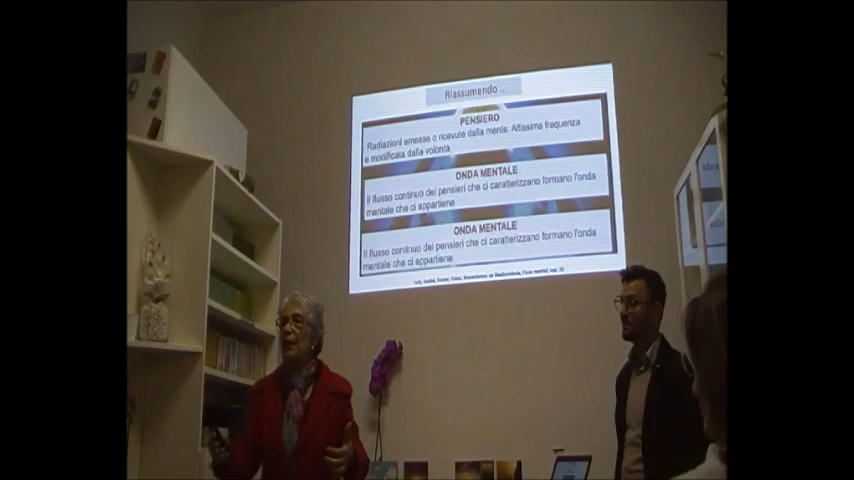 Riassumendo ...
PENSIERO
Radiazioni emesse o ricevute dalla mente. Altissima frequenza
e modificata dalla volontà
ONDA MENTALE
Il flusso continuo dei pensieri che ci caratterizzano formano l'onda
mentale che ci appartiene
ONDA MENTALE
Il flusso continuo dei pensieri che ci caratterizzano formano l'onda
mentale che ci appartiene